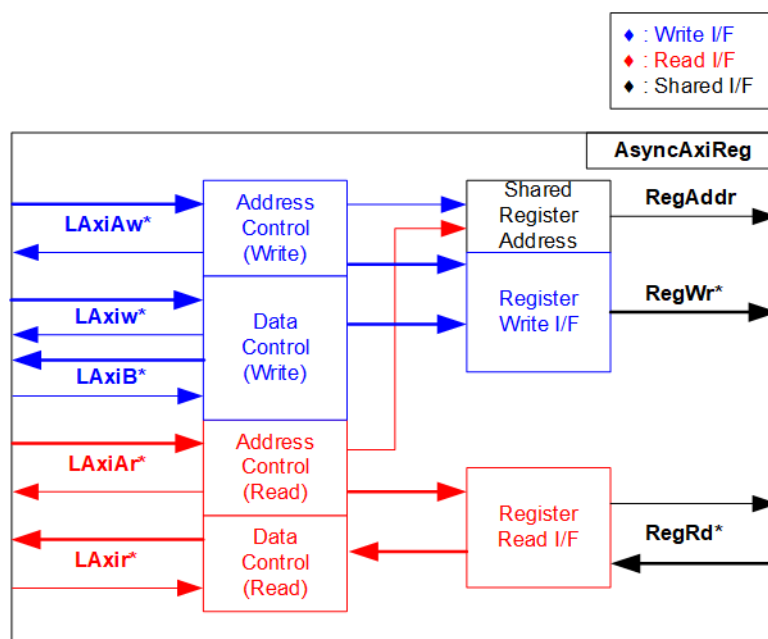 ♦ : Write I/F
♦ : Read I/F
♦ : Shared I/F
AsyncAxiReg
LAxiAw*
Address
Control
(Write)
Shared
Register
Address
RegAddr
LAxiw*
Data
Control
(Write)
Register
Write I/F
RegWr*
LAxiB*
LAxiAr*
Address
Control
(Read)
Register
Read I/F
RegRd*
LAxir*
Data
Control
(Read)